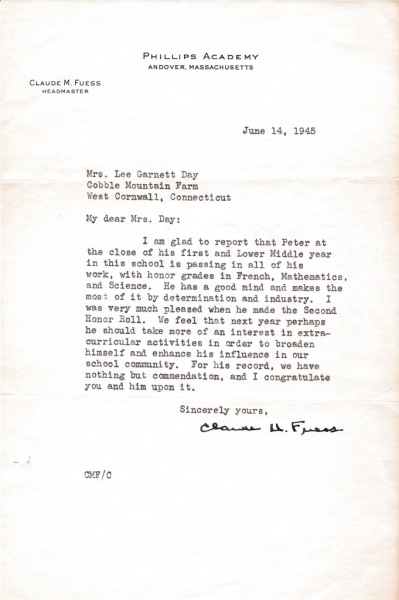 PHILLIPS ACADEMY
ANDOVER, MASSACHUSETTS
CLAUDE M. FUESS
HEADMASTER
June 14, 1945
Mrs. Lee Garnett Day
Cobble Mountain Farm
West Cornwall, Connecticut
My dear Mrs. Day:
I am glad to report that Peter at
the close of his first and Lower Middle year
in this school is passing in all of his
work, with honor grades in French, Mathematics,
and Science. He has a good mind and makes the
most of it by determination and industry. I
was very much pleased when he made the Second
Honor Roll. We feel that next year perhaps
he should take more of an interest in extra-
curricular activities in order to broaden
himself and enhance his influence in our
school community. For his record, we have
nothing but commendation, and I congratulate
you and him upon it.
Sincerely yours,
Claude M. Fuess
CMF/C